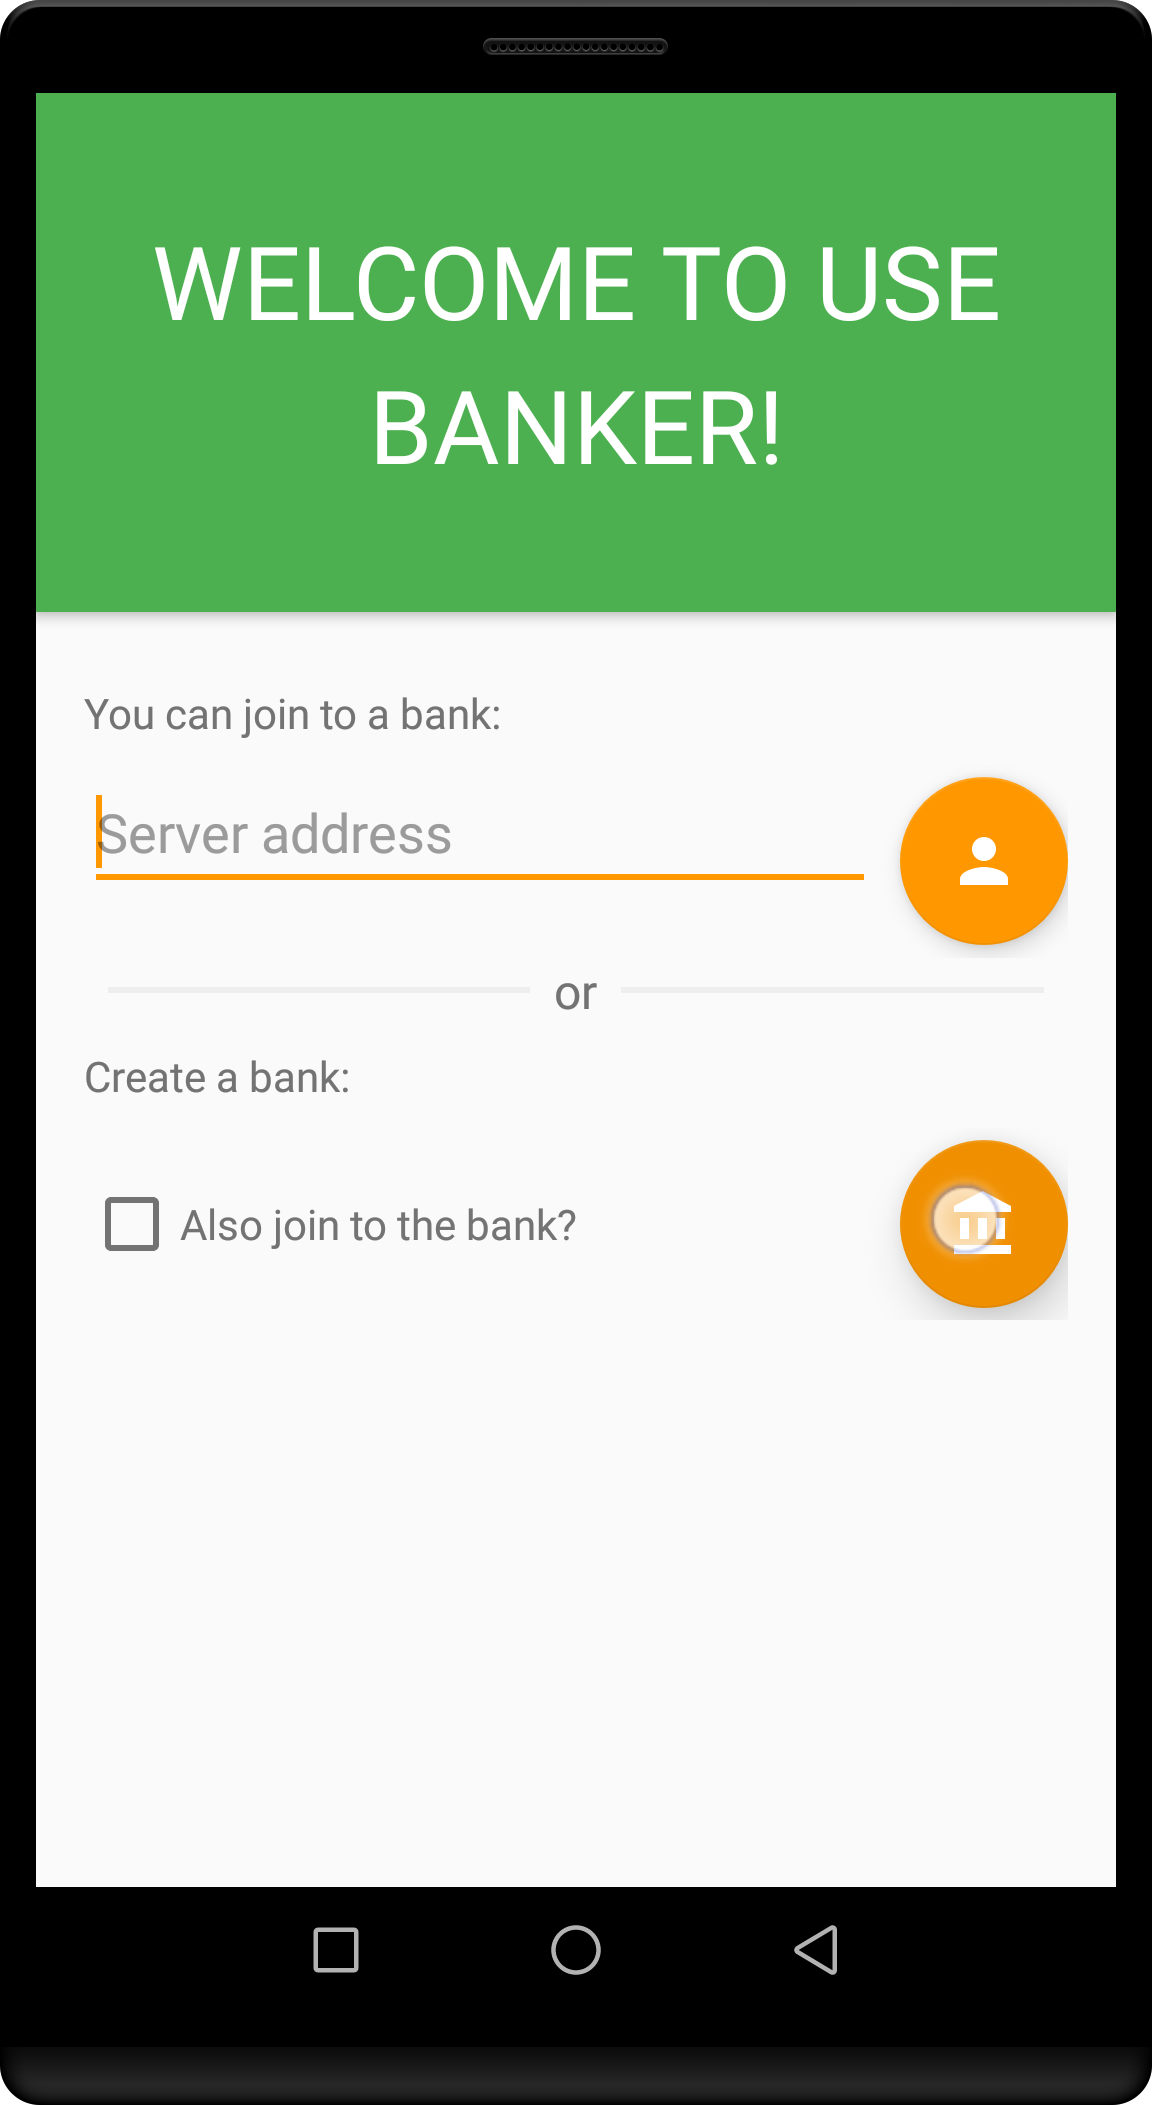 WELCOME TO USE
BANKER!
You can join to a bank:
Server address
or
Create a bank:
Also join to the bank?